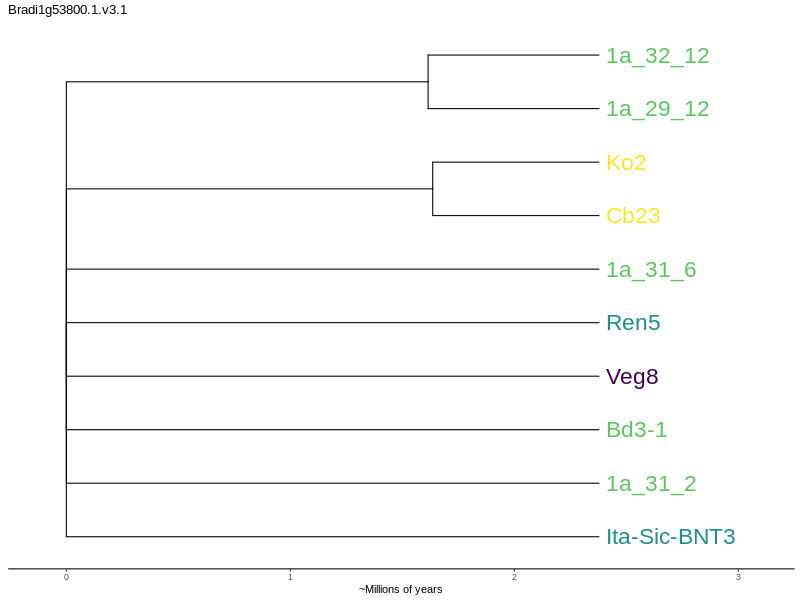 Bradi1g53800.1.v3.1
1a_32_12
1a_29_12
Ko2
Cb23
1a_31_6
Ren5
Veg8
Bd3-1
1a_31_2
Ita-Sic-BNT3
0 1 2 3
~Millions of years